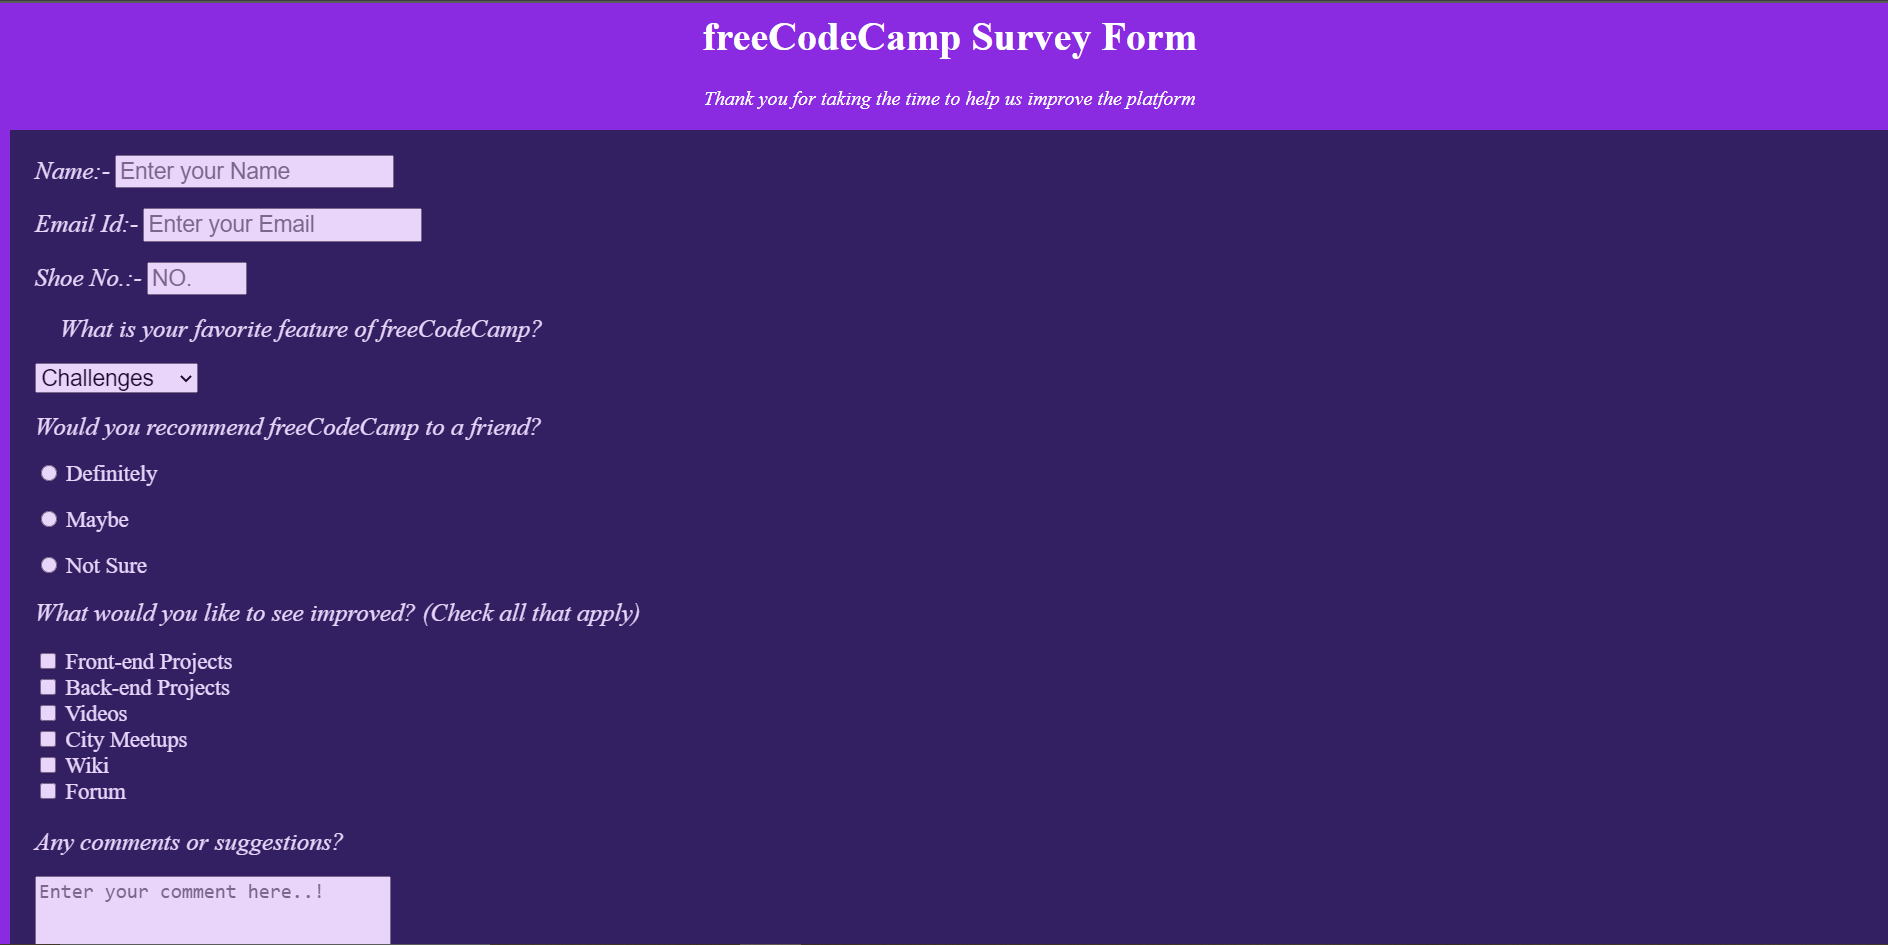 freeCodeCamp Survey Form
Thank you for taking the time to help us improve the platform
Name:- Enter your Name
Email Id:- Enter your Email
Shoe No.:- NO.
What is your favorite feature of freeCodeCamp?
Challenges
Would you recommend freeCodeCamp to a friend?
Definitely
Maybe
Not Sure
What would you like to see improved? (Check all that apply)
Front-end Projects
Back-end Projects
Videos
City Meetups
Wiki
Forum
Any comments or suggestions?
Enter your comment here..!